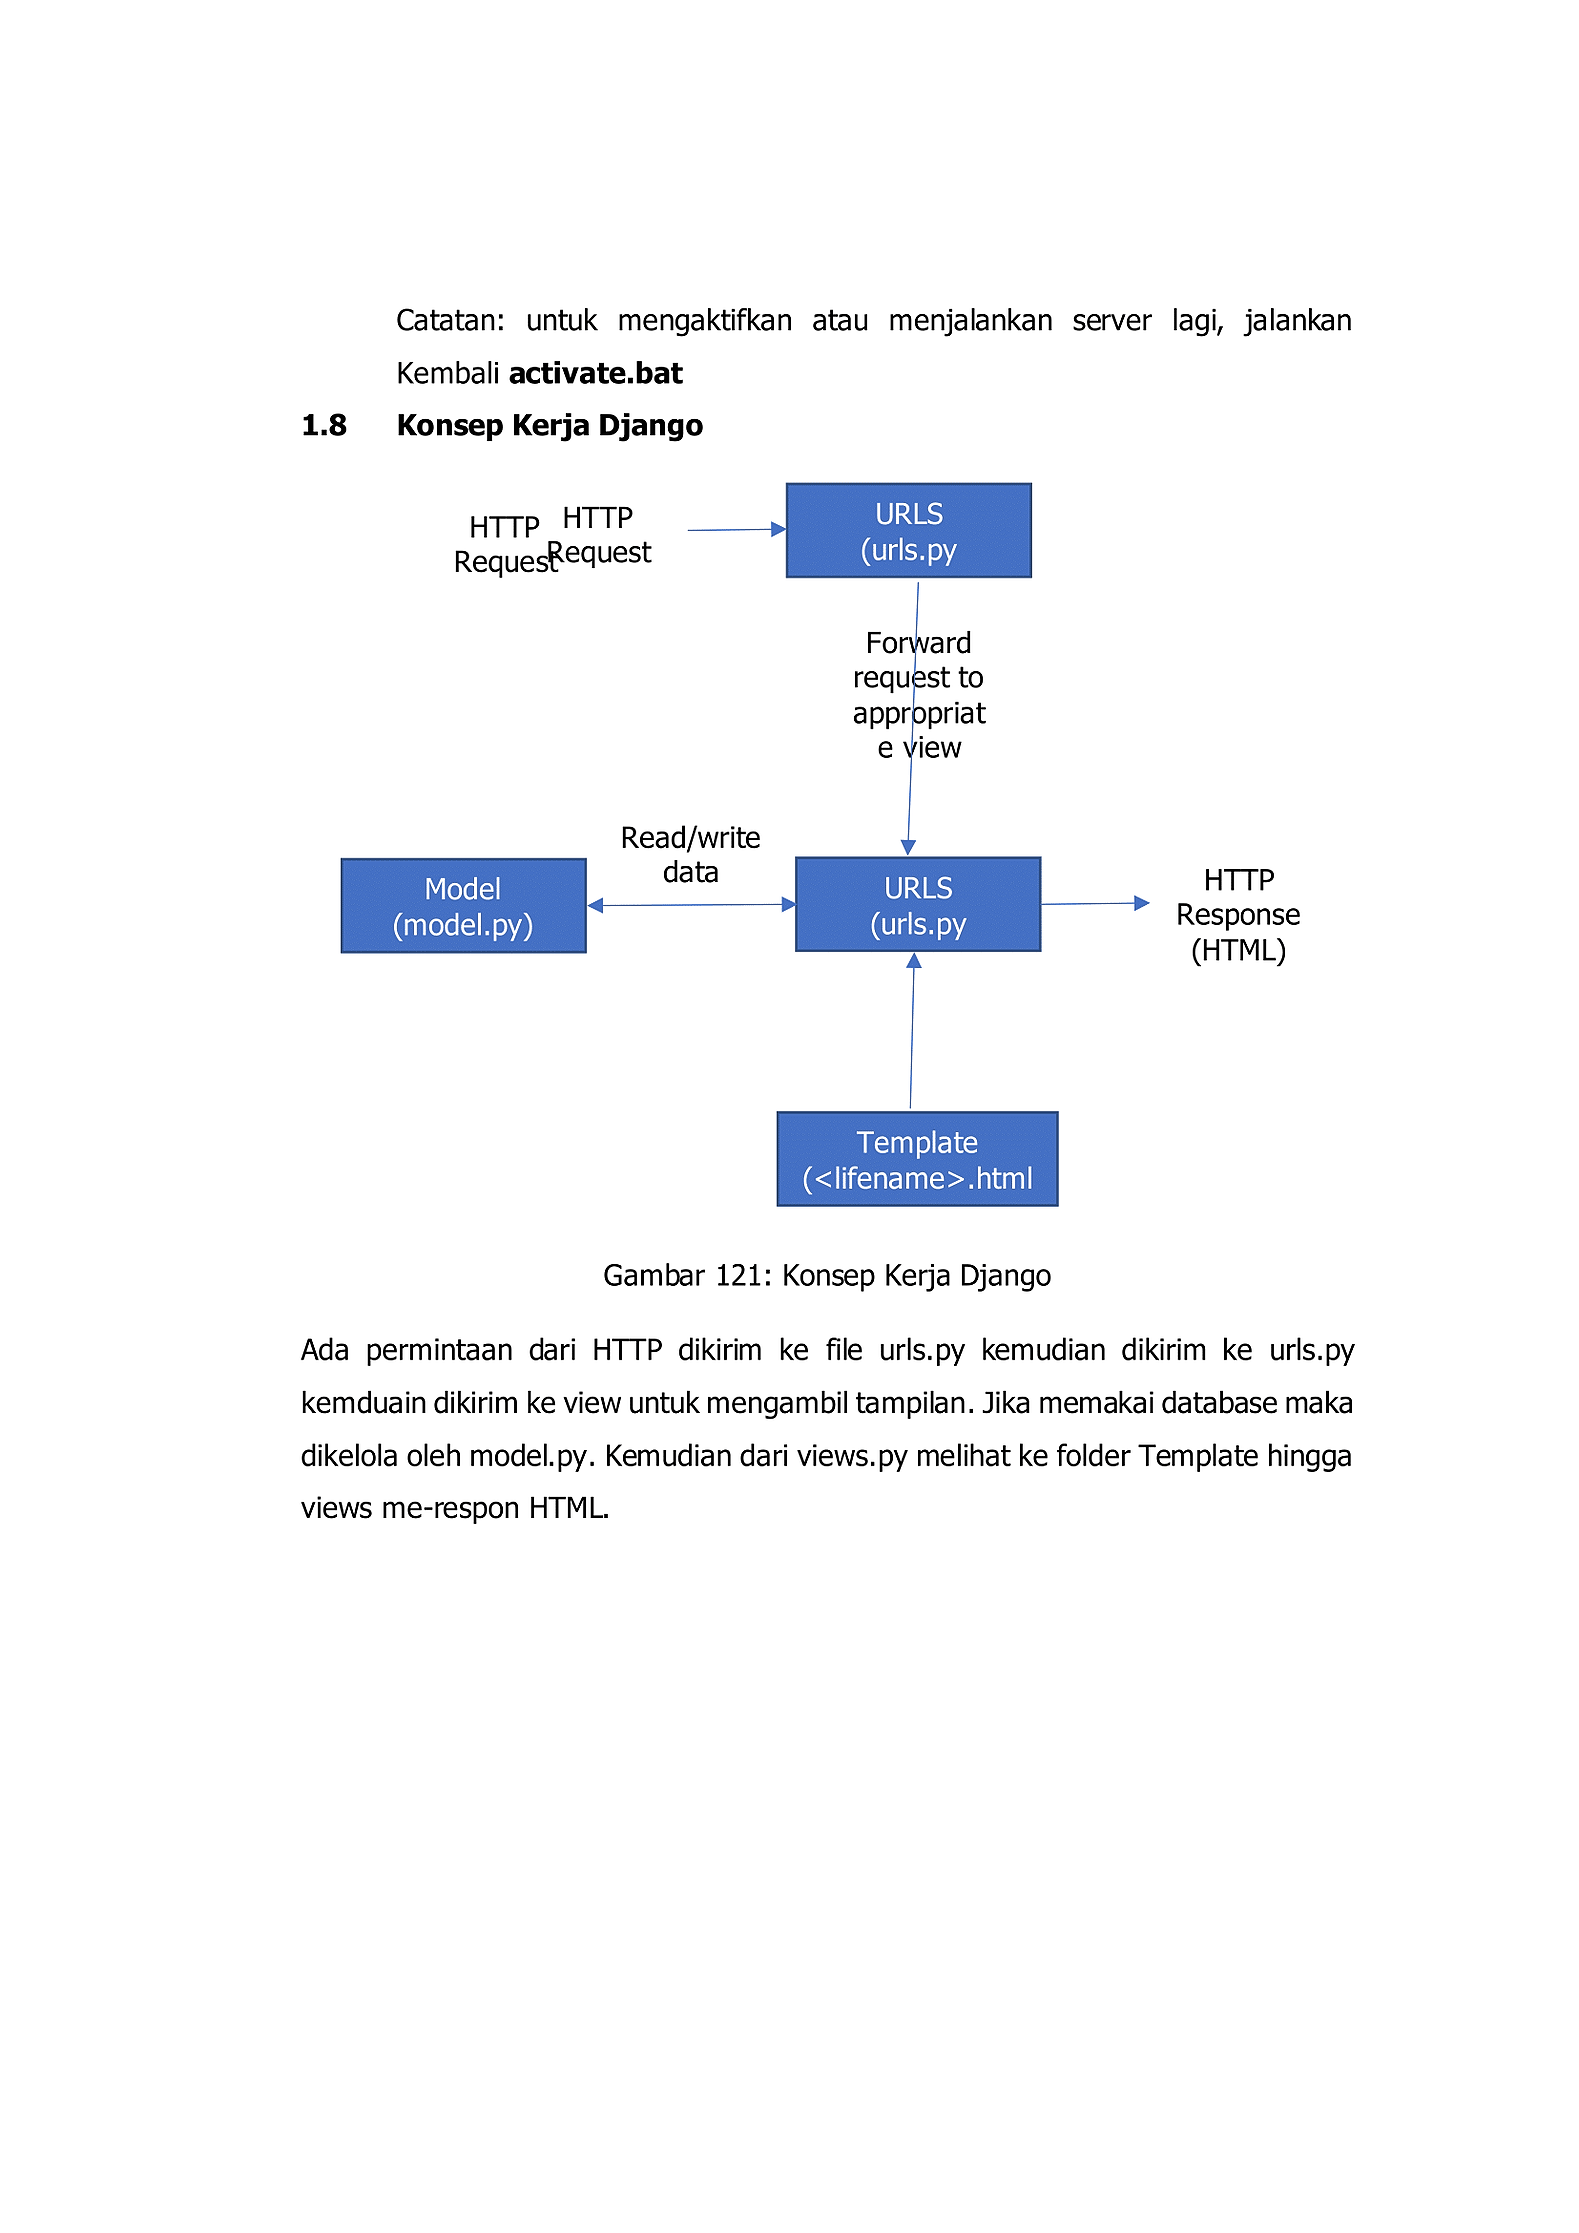 Catatan: untuk mengaktifkan atau menjalankan server lagi, jalankan
Kembali activate.bat
1.8 Konsep Kerja Django
HTTP
Request
HTTP
Request
URLS
(urls.py
Forward
request to
appropriat
e view
Read/write
data
Model
(model.py)
URLS
(urls.py
HTTP
Response
(HTML)
Template
(<lifename>.html
Gambar 121: Konsep Kerja Django
Ada permintaan dari HTTP dikirim ke file urls.py kemudian dikirim ke urls.py
kemduain dikirim ke view untuk mengambil tampilan. Jika memakai database maka
dikelola oleh model.py. Kemudian dari views.py melihat ke folder Template hingga
views me-respon HTML.